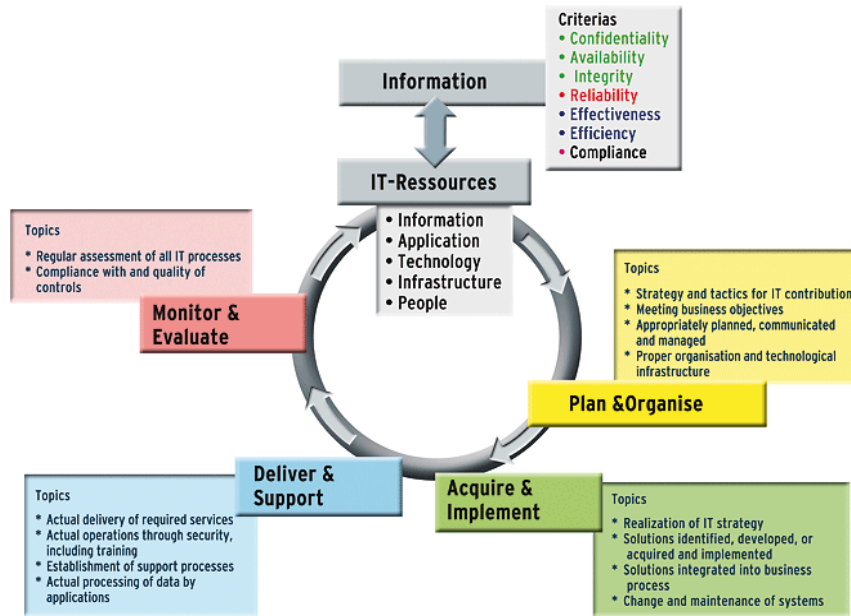 Criterias
• Confidentiality
• Availability
• Integrity
• Reliability
• Effectiveness
• Efficiency
• Compliance
Information
IT-Ressources
• Information
• Application
• Technology
• Infrastructure
• People
Topics
* Regular assessment of all IT processes
* Compliance with and quality of
controls
Monitor &
Evaluate
Topics
* Strategy and tactics for IT contribution
* Meeting business objectives
* Appropriately planned, communicated
and managed
* Proper organisation and technological
infrastructure
Plan &Organise
Deliver &
Support
Topics
* Actual delivery of required services
* Actual operations through security,
including training
* Establishment of support processes
* Actual processing of data by
applications
Acquire &
Implement
Topics
* Realization of IT strategy
* Solutions identified, developed, or
acquired and implemented
* Solutions integrated into business
process
* Change and maintenance of systems